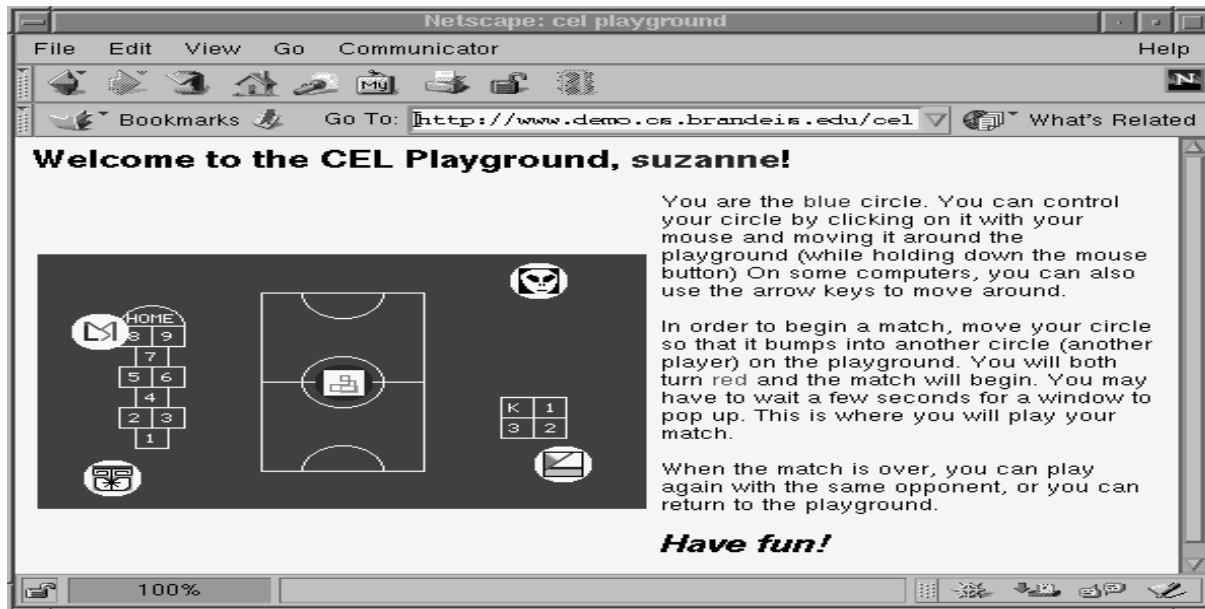 Netscape: cel playground
File Edit View Go Communicator Help
My N
Bookmarks Go To: http://www.demo.cs.brandeis.edu/cel What's Related
Welcome to the CEL Playground, suzanne!
HOME
8 9
7
5 6
4
2 3
1
K 1
3 2
You are the blue circle. You can control
your circle by clicking on it with your
mouse and moving it around the
playground (while holding down the mouse
button) On some computers, you can also
use the arrow keys to move around.
In order to begin a match, move your circle
so that it bumps into another circle (another
player) on the playground. You will both
turn red and the match will begin. You may
have to wait a few seconds for a window to
pop up. This is where you will play your
match.
When the match is over, you can play
again with the same opponent, or you can
return to the playground.
Have fun!
100%